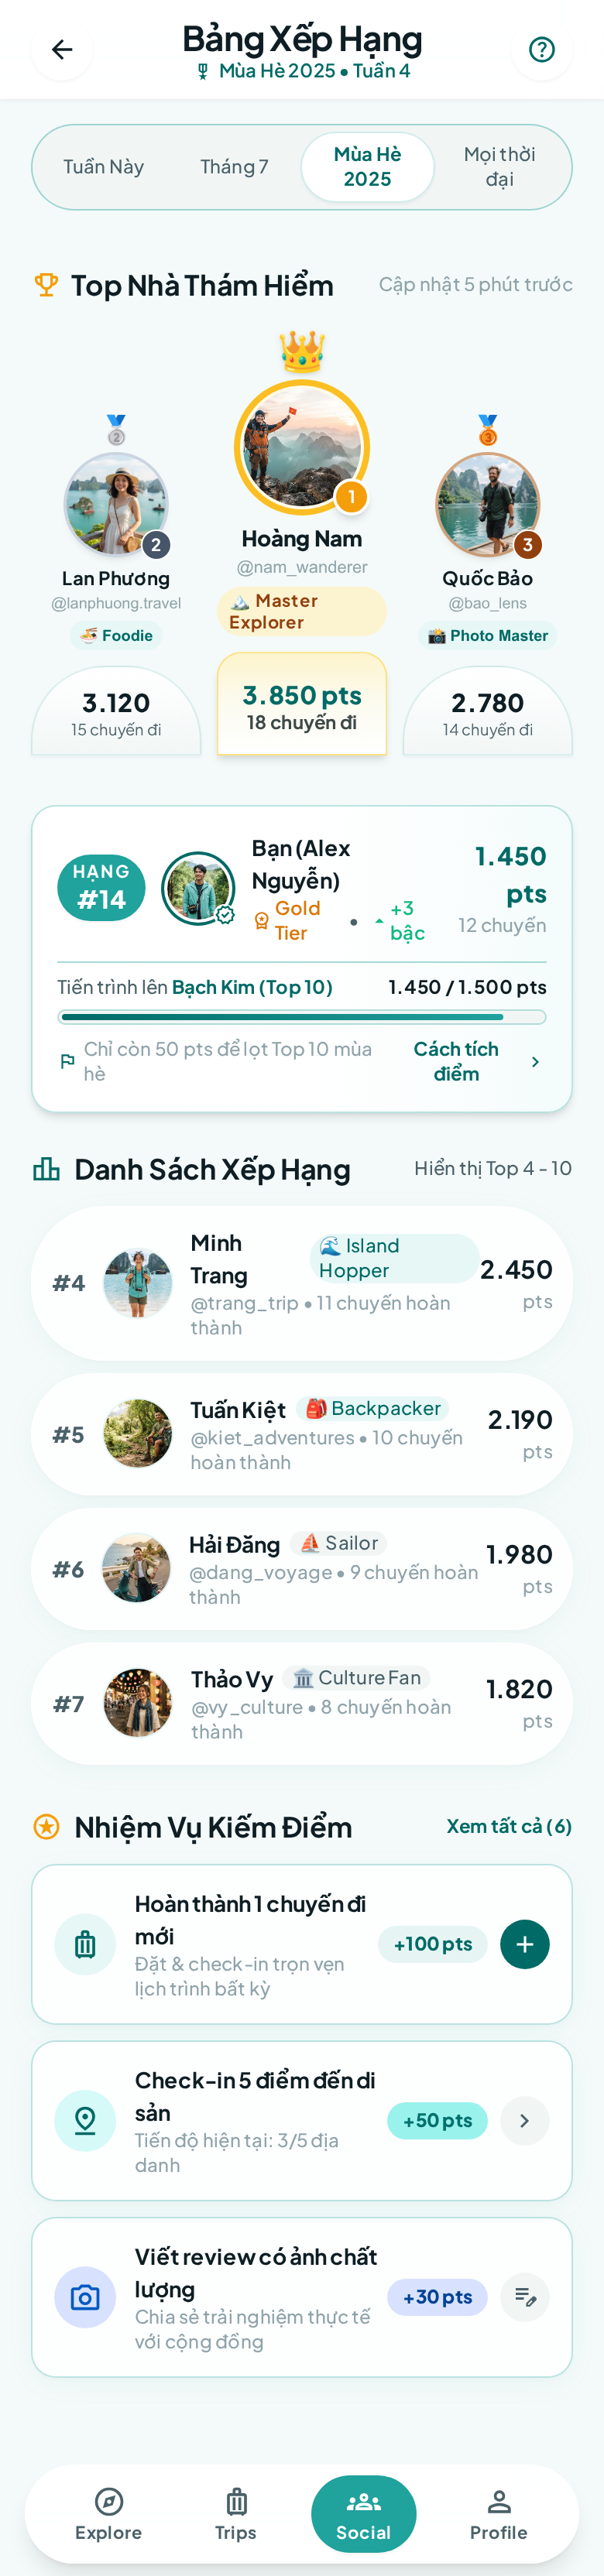 Bảng Xếp Hạng
Mùa Hè 2025 • Tuần 4
Tuần Này
Tháng 7
Mùa Hè
2025
Mọi thời
đại
Top Nhà Thám Hiểm
Cập nhật 5 phút trước
2
Lan Phương
@lanphuong.travel
🍜 Foodie
3.120
15 chuyến đi
1
Hoàng Nam
@nam_wanderer
🏔️ Master
Explorer
3.850 pts
18 chuyến đi
3
Quốc Bảo
@bao_lens
📸 Photo Master
2.780
14 chuyến đi
HẠNG
#14
Bạn (Alex
Nguyễn)
Gold
Tier
•
+3
bậc
1.450
pts
12 chuyến
Tiến trình lên Bạch Kim (Top 10)
1.450 / 1.500 pts
Chỉ còn 50 pts để lọt Top 10 mùa
hè
Cách tích
điểm
Danh Sách Xếp Hạng
Hiển thị Top 4 - 10
#4
Minh
Trang
🌊 Island
Hopper
@trang_trip • 11 chuyến hoàn
thành
2.450
pts
#5
Tuấn Kiệt
🎒 Backpacker
@kiet_adventures • 10 chuyến
hoàn thành
2.190
pts
#6
Hải Đăng
⛵ Sailor
@dang_voyage • 9 chuyến hoàn
thành
1.980
pts
#7
Thảo Vy
🏛️ Culture Fan
@vy_culture • 8 chuyến hoàn
thành
1.820
pts
Nhiệm Vụ Kiếm Điểm
Xem tất cả (6)
Hoàn thành 1 chuyến đi
mới
Đặt & check-in trọn vẹn
lịch trình bất kỳ
+100 pts
Check-in 5 điểm đến di
sản
Tiến độ hiện tại: 3/5 địa
danh
+50 pts
Viết review có ảnh chất
lượng
Chia sẻ trải nghiệm thực tế
với cộng đồng
+30 pts
Explore
Trips
Social
Profile